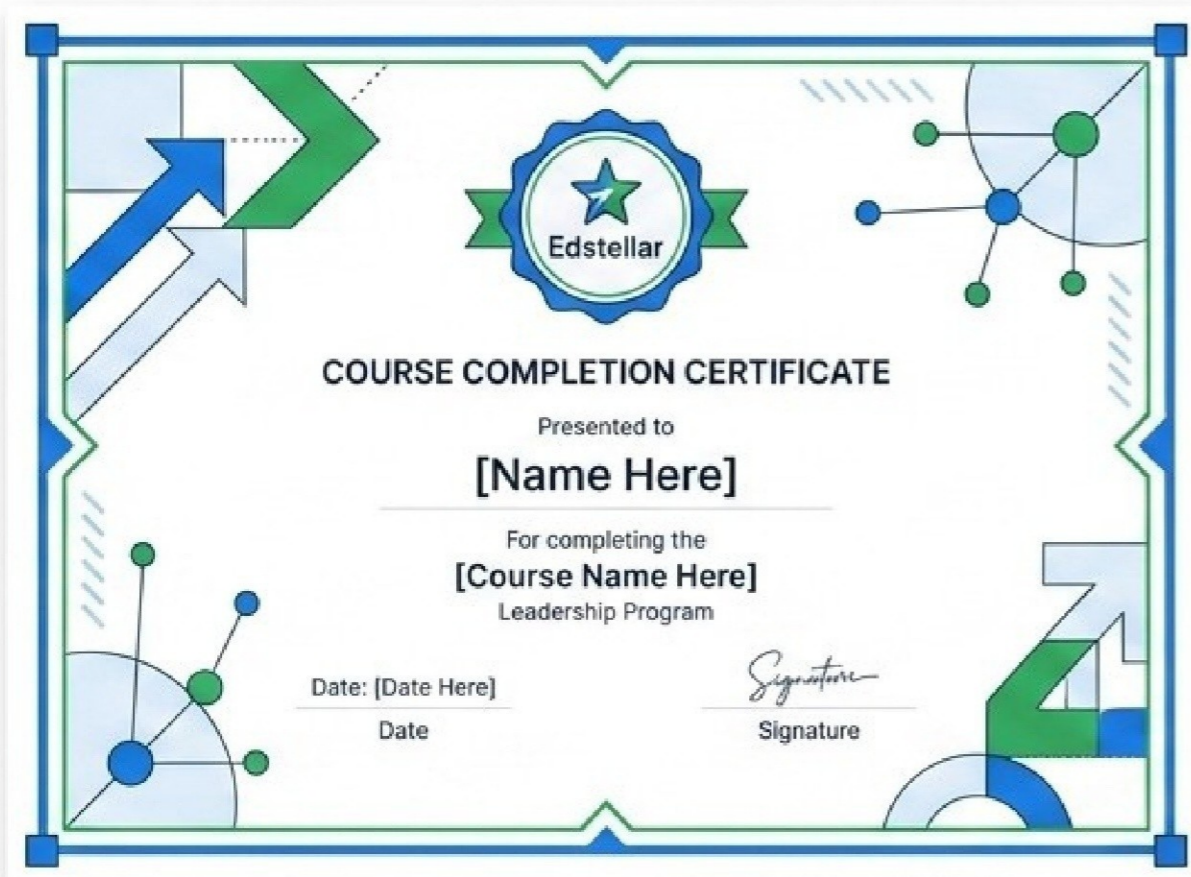 Edstellar
COURSE COMPLETION CERTIFICATE
Presented to
[Name Here]
For completing the
[Course Name Here]
Leadership Program
Date: [Date Here]
Date
Signature
Signature